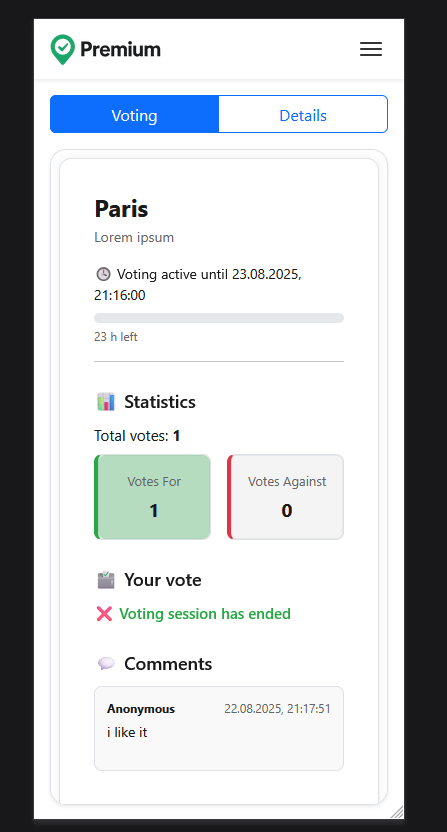 Premium
Voting
Details
Paris
Lorem ipsum
Voting active until 23.08.2025,
21:16:00
23 h left
Statistics
Total votes: 1
Votes For
1
Votes Against
0
Your vote
Voting session has ended
Comments
Anonymous 22.08.2025, 21:17:51
i like it